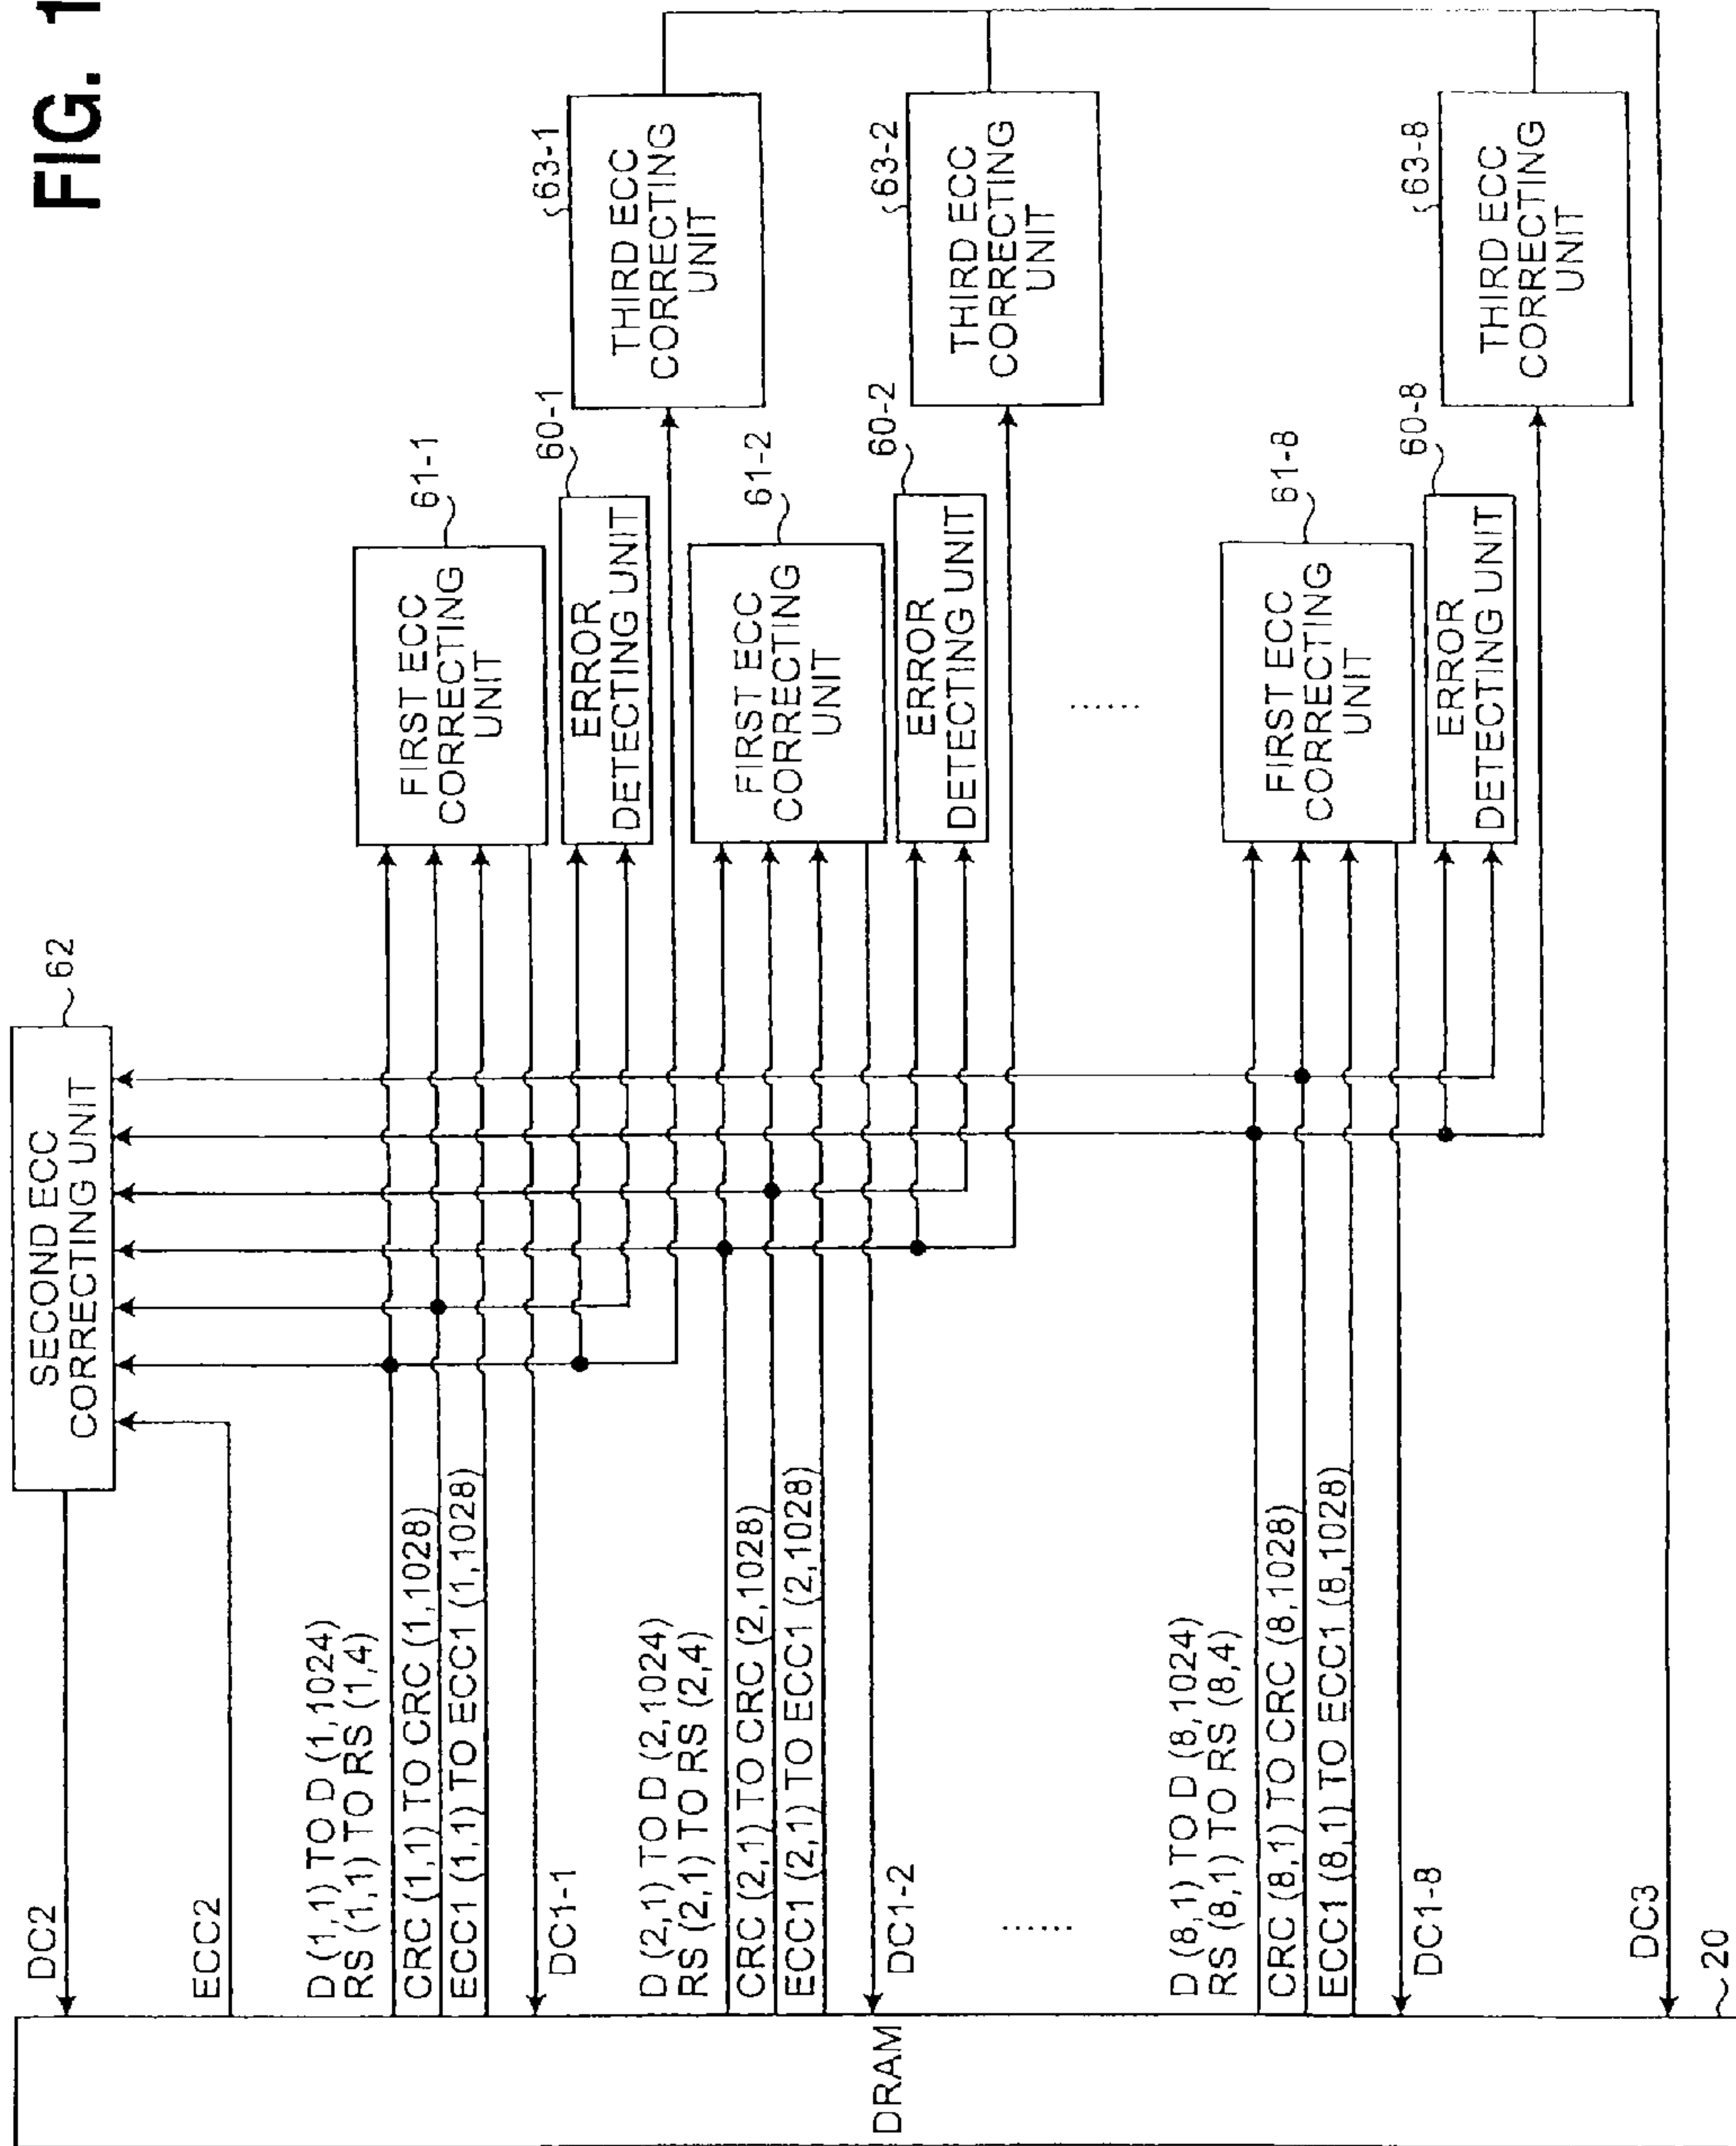 FIG. 1
SECOND ECC
CORRECTING UNIT
62
DC2
ECC2
D (1,1) TO D (1,1024)
RS (1,1) TO RS (1,4)
CRC (1,1) TO CRC (1,1028)
ECC1 (1,1) TO ECC1 (1,1028)
DC1-1
FIRST ECC
CORRECTING
UNIT
61-1
ERROR
DETECTING UNIT
60-1
THIRD ECC
CORRECTING
UNIT
63-1
D (2,1) TO D (2,1024)
RS (2,1) TO RS (2,4)
CRC (2,1) TO CRC (2,1028)
ECC1 (2,1) TO ECC1 (2,1028)
DC1-2
FIRST ECC
CORRECTING
UNIT
61-2
ERROR
DETECTING UNIT
60-2
THIRD ECC
CORRECTING
UNIT
63-2
......
......
D (8,1) TO D (8,1024)
RS (8,1) TO RS (8,4)
CRC (8,1) TO CRC (8,1028)
ECC1 (8,1) TO ECC1 (8,1028)
DC1-8
FIRST ECC
CORRECTING
UNIT
61-8
ERROR
DETECTING UNIT
60-8
THIRD ECC
CORRECTING
UNIT
63-8
DC3
DRAM
20